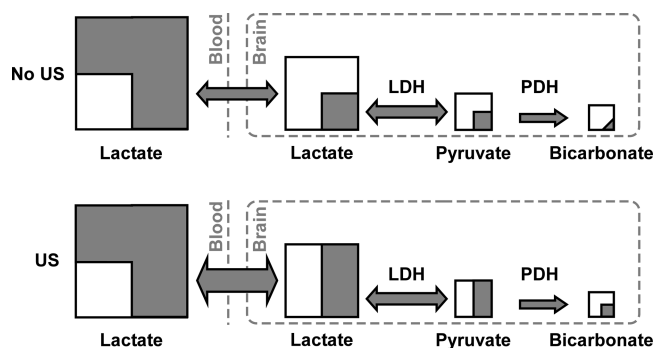 Blood
Brain
No US
LDH
PDH
Lactate
Lactate
Pyruvate
Bicarbonate
Blood
Brain
US
LDH
PDH
Lactate
Lactate
Pyruvate
Bicarbonate